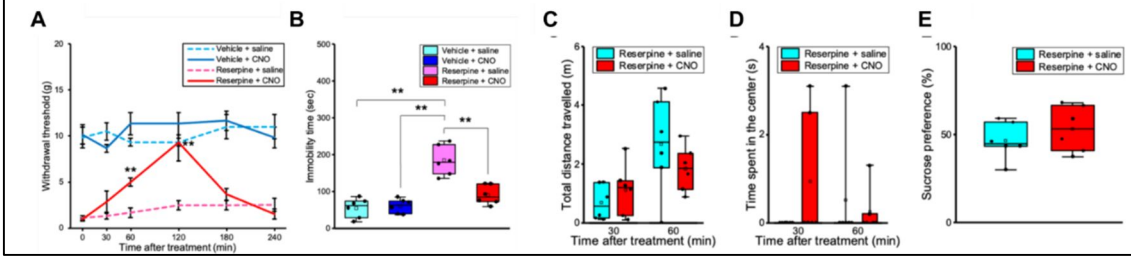 A
20
15
10
5
0
Withdrawal threshold (g)
Vehicle + saline
Vehicle + CNO
Reserpine + saline
Reserpine + CNO
**
**
0 30 60 120 180 240
Time after treatment (min)
B
500
400
300
200
100
0
Immobility time (sec)
Vehicle + saline
Vehicle + CNO
Reserpine + saline
Reserpine + CNO
**
**
**
C
6
4
2
0
Total distance travelled (m)
Reserpine + saline
Reserpine + CNO
30 60
Time after treatment (min)
D
4
2
0
Time spent in the center (s)
Reserpine + saline
Reserpine + CNO
30 60
Time after treatment (min)
E
100
50
0
Sucrose preference (%)
Reserpine + saline
Reserpine + CNO